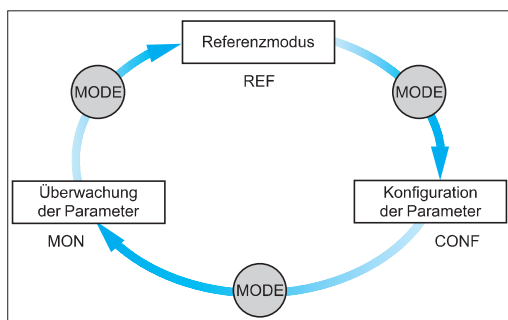 Referenzmodus
REF
MODE
MODE
Überwachung
der Parameter
MON
Konfiguration
der Parameter
CONF
MODE